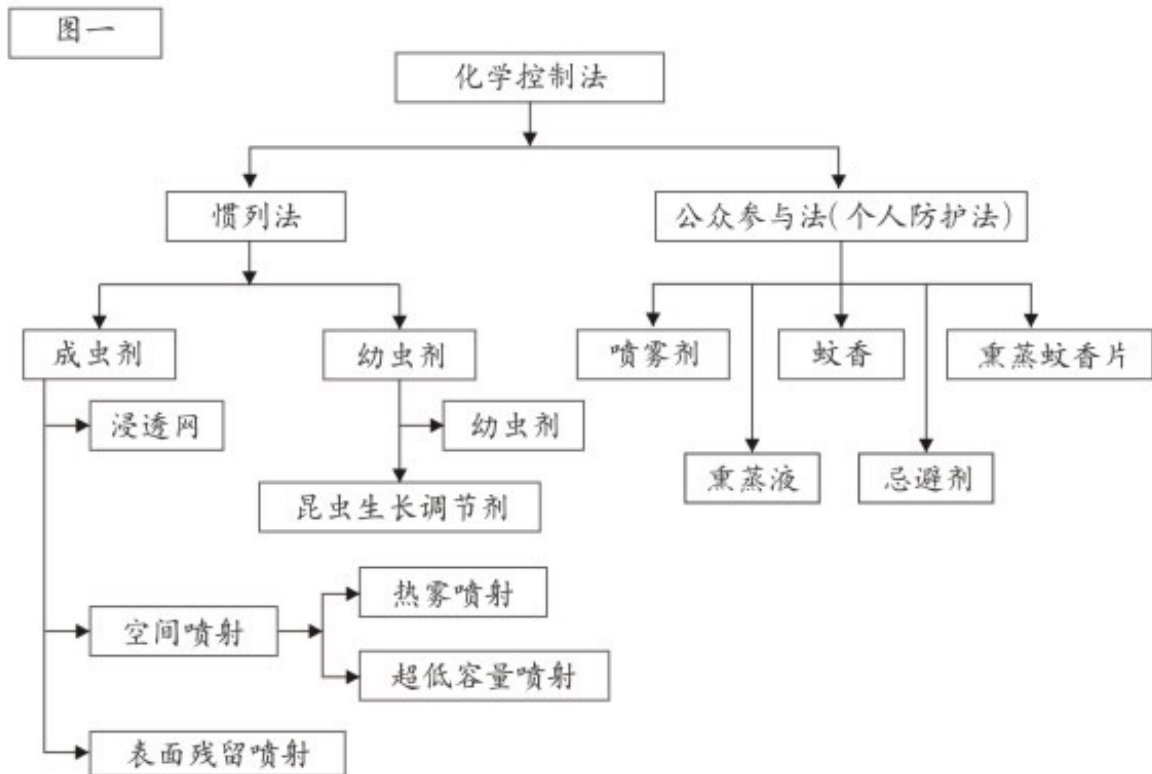 图一
化学控制法
惯列法
公众参与法(个人防护法)
成虫剂
幼虫剂
喷雾剂
蚊香
熏蒸蚊香片
浸透网
幼虫剂
熏蒸液
忌避剂
昆虫生长调节剂
热雾喷射
空间喷射
超低容量喷射
表面残留喷射